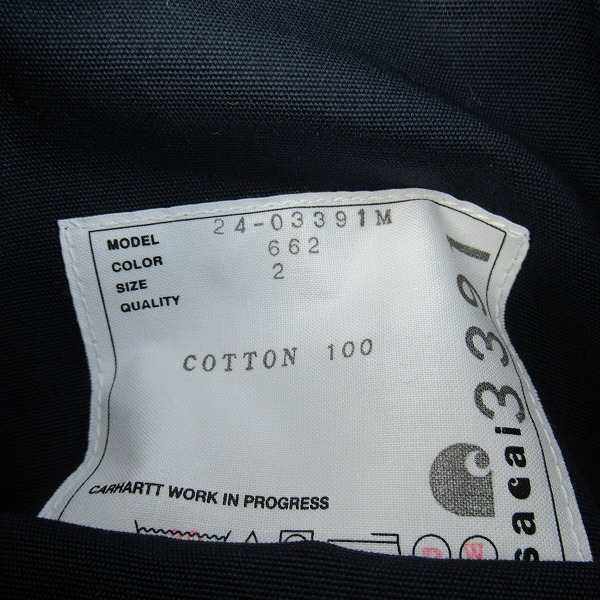 MODEL 24-03391M
COLOR 662
SIZE 2
QUALITY
COTTON 100
CARHARTT WORK IN PROGRESS
sacai
3391